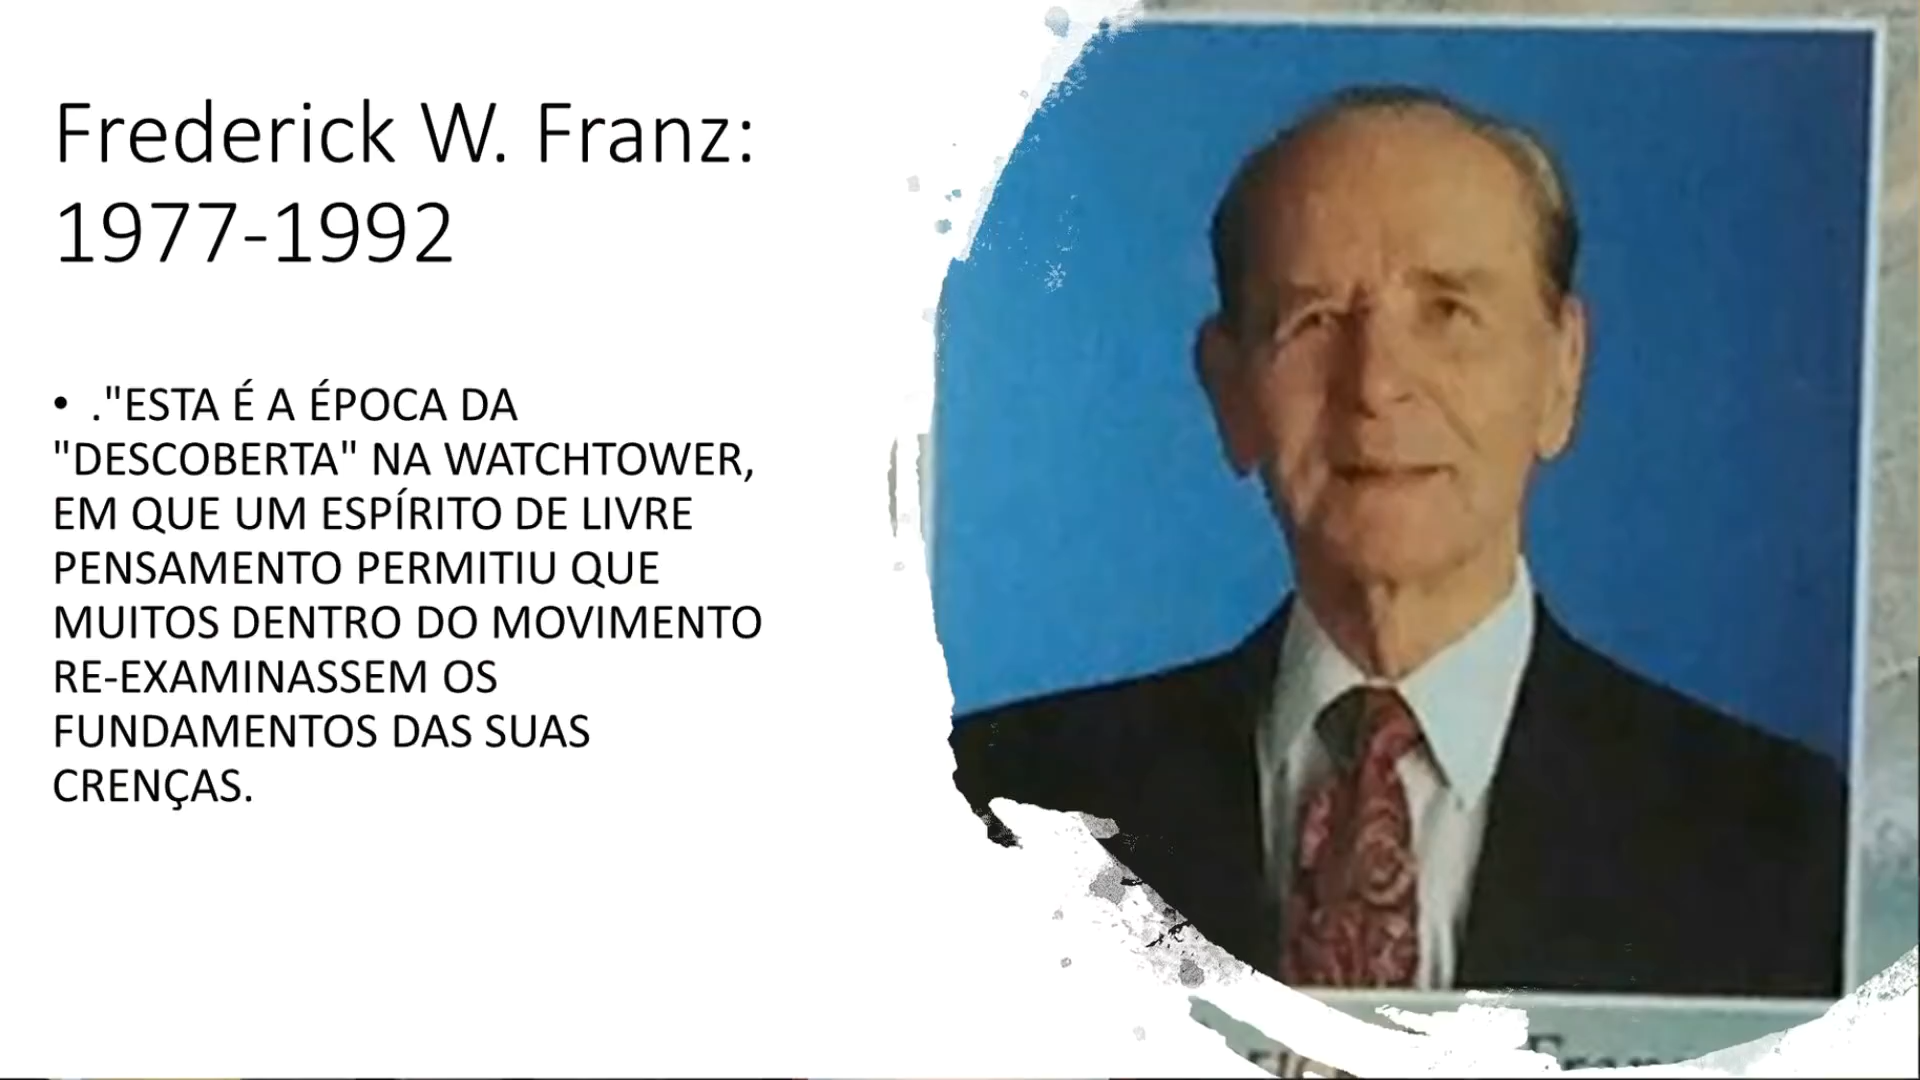 Frederick W. Franz:
1977-1992
• ."ESTA É A ÉPOCA DA
"DESCOBERTA" NA WATCHTOWER,
EM QUE UM ESPÍRITO DE LIVRE
PENSAMENTO PERMITIU QUE
MUITOS DENTRO DO MOVIMENTO
RE-EXAMINASSEM OS
FUNDAMENTOS DAS SUAS
CRENÇAS.